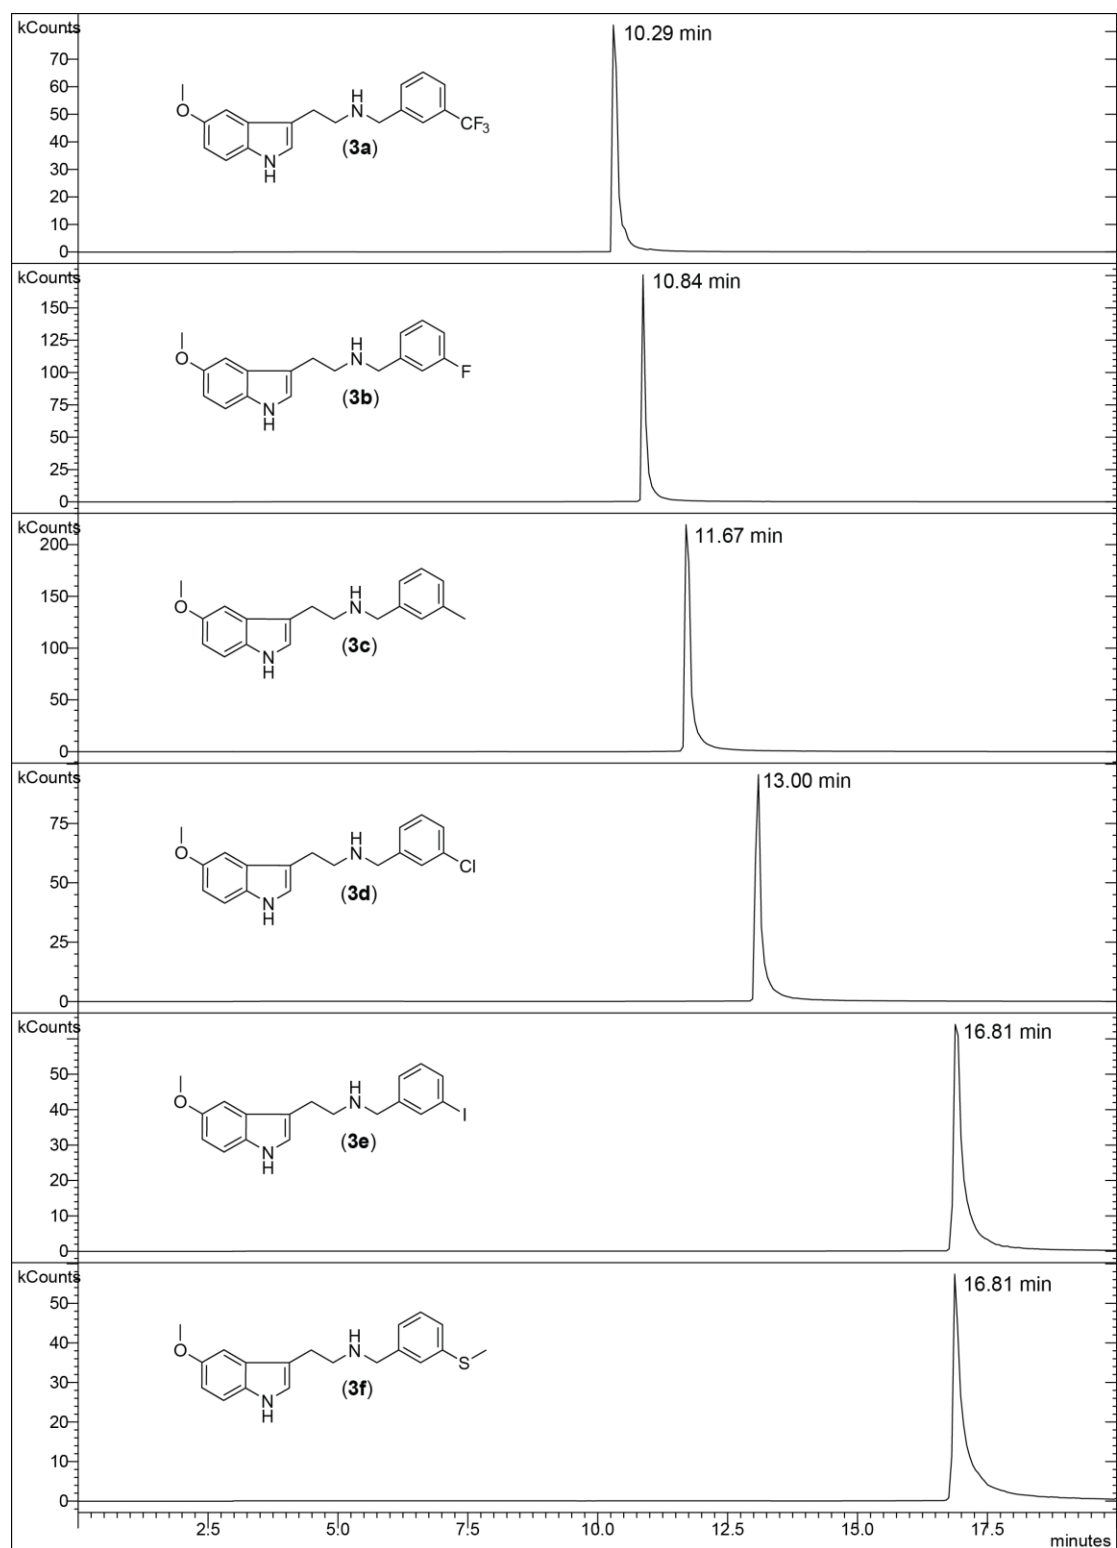 kCounts
10.29 min
70
60
50
40
30
20
10
0
O
H
N
CF3
N
H
(3a)
kCounts
10.84 min
150
125
100
75
50
25
0
O
H
N
F
N
H
(3b)
kCounts
11.67 min
200
150
100
50
0
O
H
N
N
H
(3c)
kCounts
13.00 min
75
50
25
0
O
H
N
Cl
N
H
(3d)
kCounts
16.81 min
50
40
30
20
10
0
O
H
N
I
N
H
(3e)
kCounts
16.81 min
50
40
30
20
10
0
O
H
N
S
N
H
(3f)
2.5 5.0 7.5 10.0 12.5 15.0 17.5
minutes